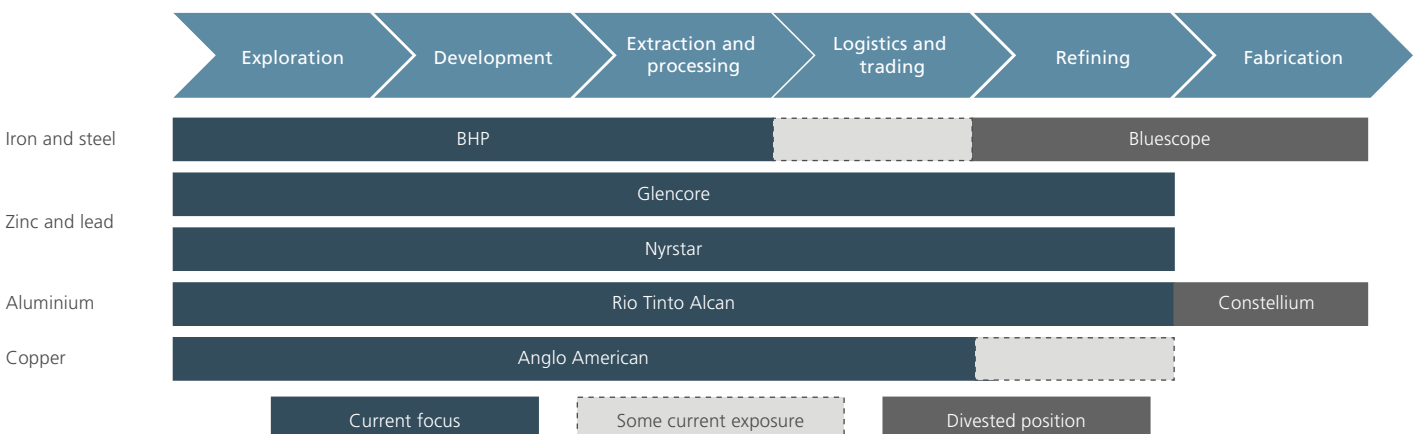 Exploration
Development
Extraction and
processing
Logistics and
trading
Refining
Fabrication
Iron and steel
BHP
Bluescope
Zinc and lead
Glencore
Nyrstar
Aluminium
Rio Tinto Alcan
Constellium
Copper
Anglo American
Current focus
Some current exposure
Divested position